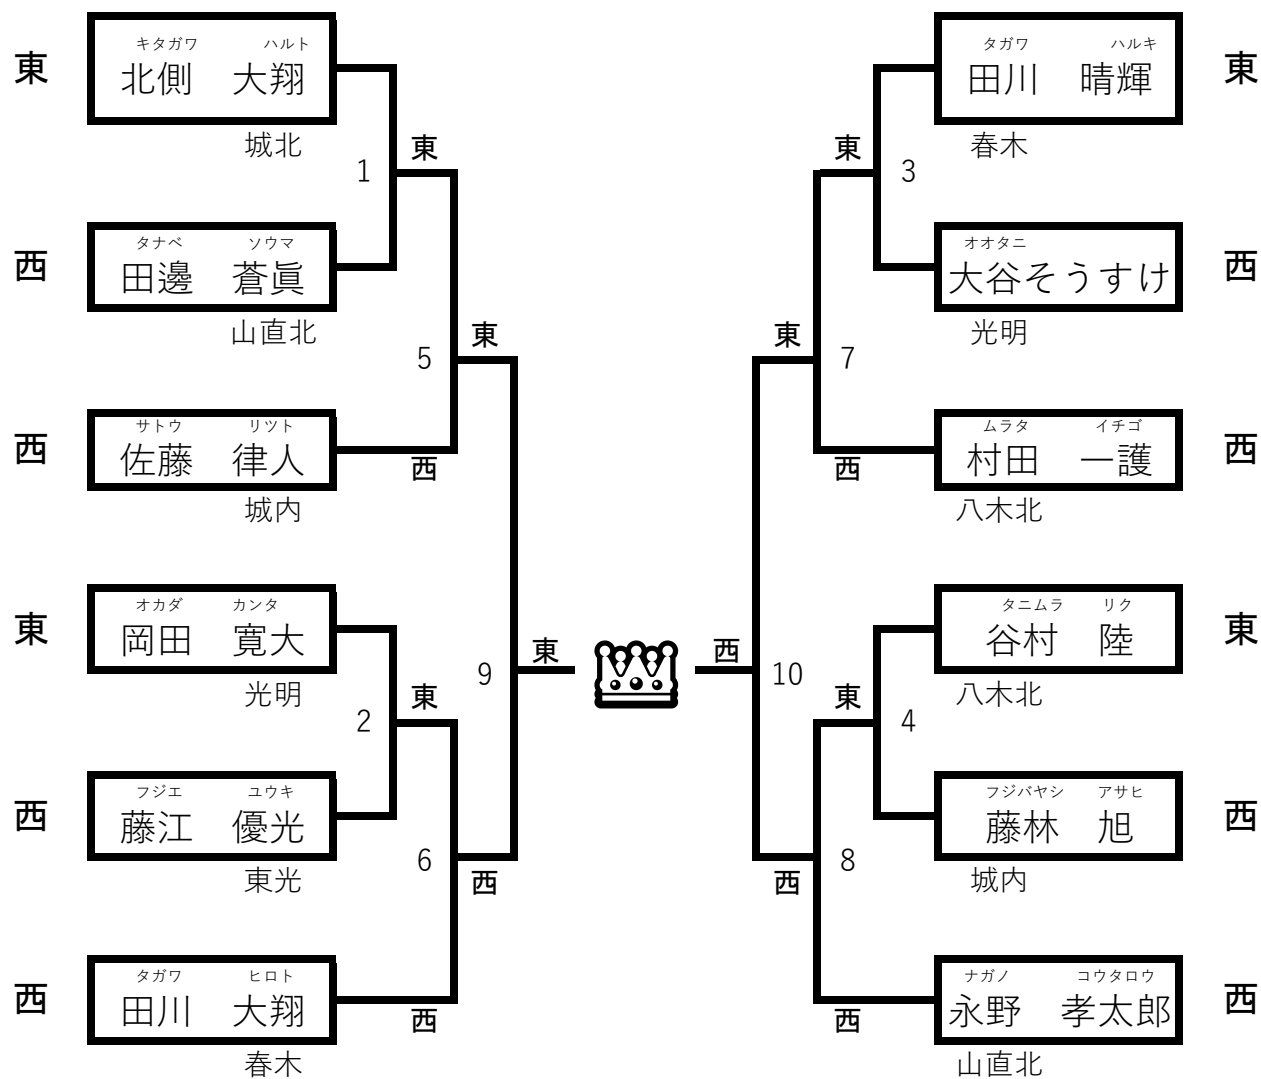 キタガワ ハルト
東 北側 大翔
城北
1
東
タナベ ソウマ
西 田邊 蒼眞
山直北
5
東
サトウ リツト
西 佐藤 律人
西
城内
オカダ カンタ
東 岡田 寛大
光明
2
東
9
東
フジエ ユウキ
西 藤江 優光
東光
6
西
タガワ ヒロト
西 田川 大翔
西
春木
タガワ ハルキ
田川 晴輝 東
春木
東
3
オオタニ
大谷そうすけ 西
光明
東
7
ムラタ イチゴ
村田 一護 西
西
八木北
タニムラ リク
谷村 陸 東
八木北
西
10
東
4
フジバヤシ アサヒ
藤林 旭 西
城内
西
8
ナガノ コウタロウ
永野 孝太郎 西
西
山直北